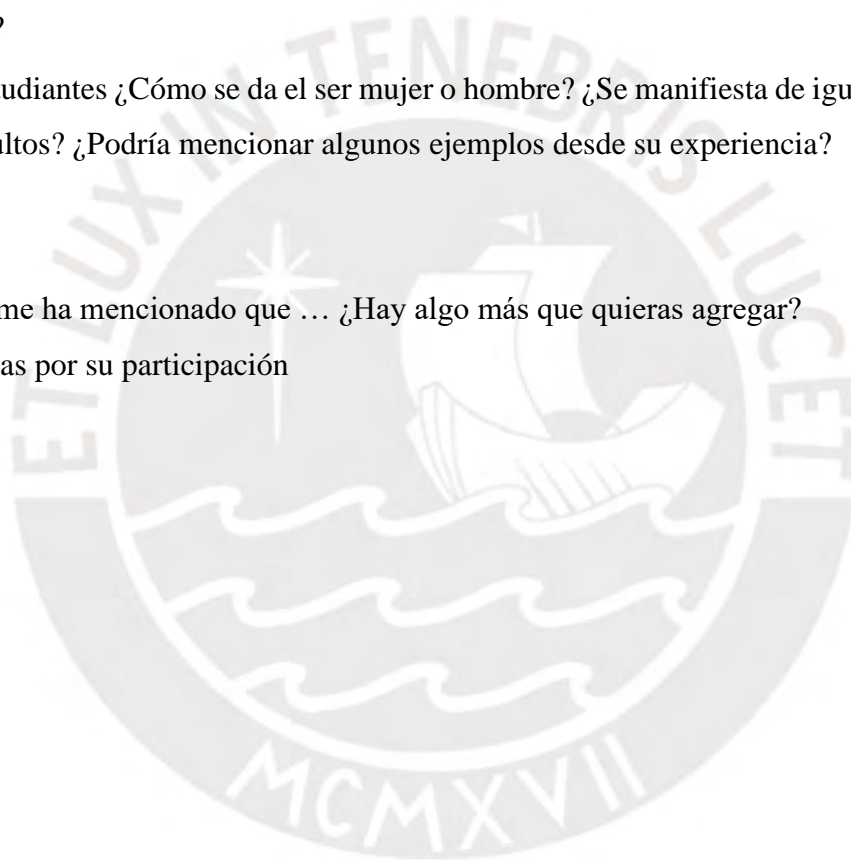 ?
tudiantes ¿Cómo se da el ser mujer o hombre? ¿Se manifiesta de igu
ultos? ¿Podría mencionar algunos ejemplos desde su experiencia?
me ha mencionado que … ¿Hay algo más que quieras agregar?
as por su participación
ET LUX IN TENEBRIS LUCET
MCMXVII